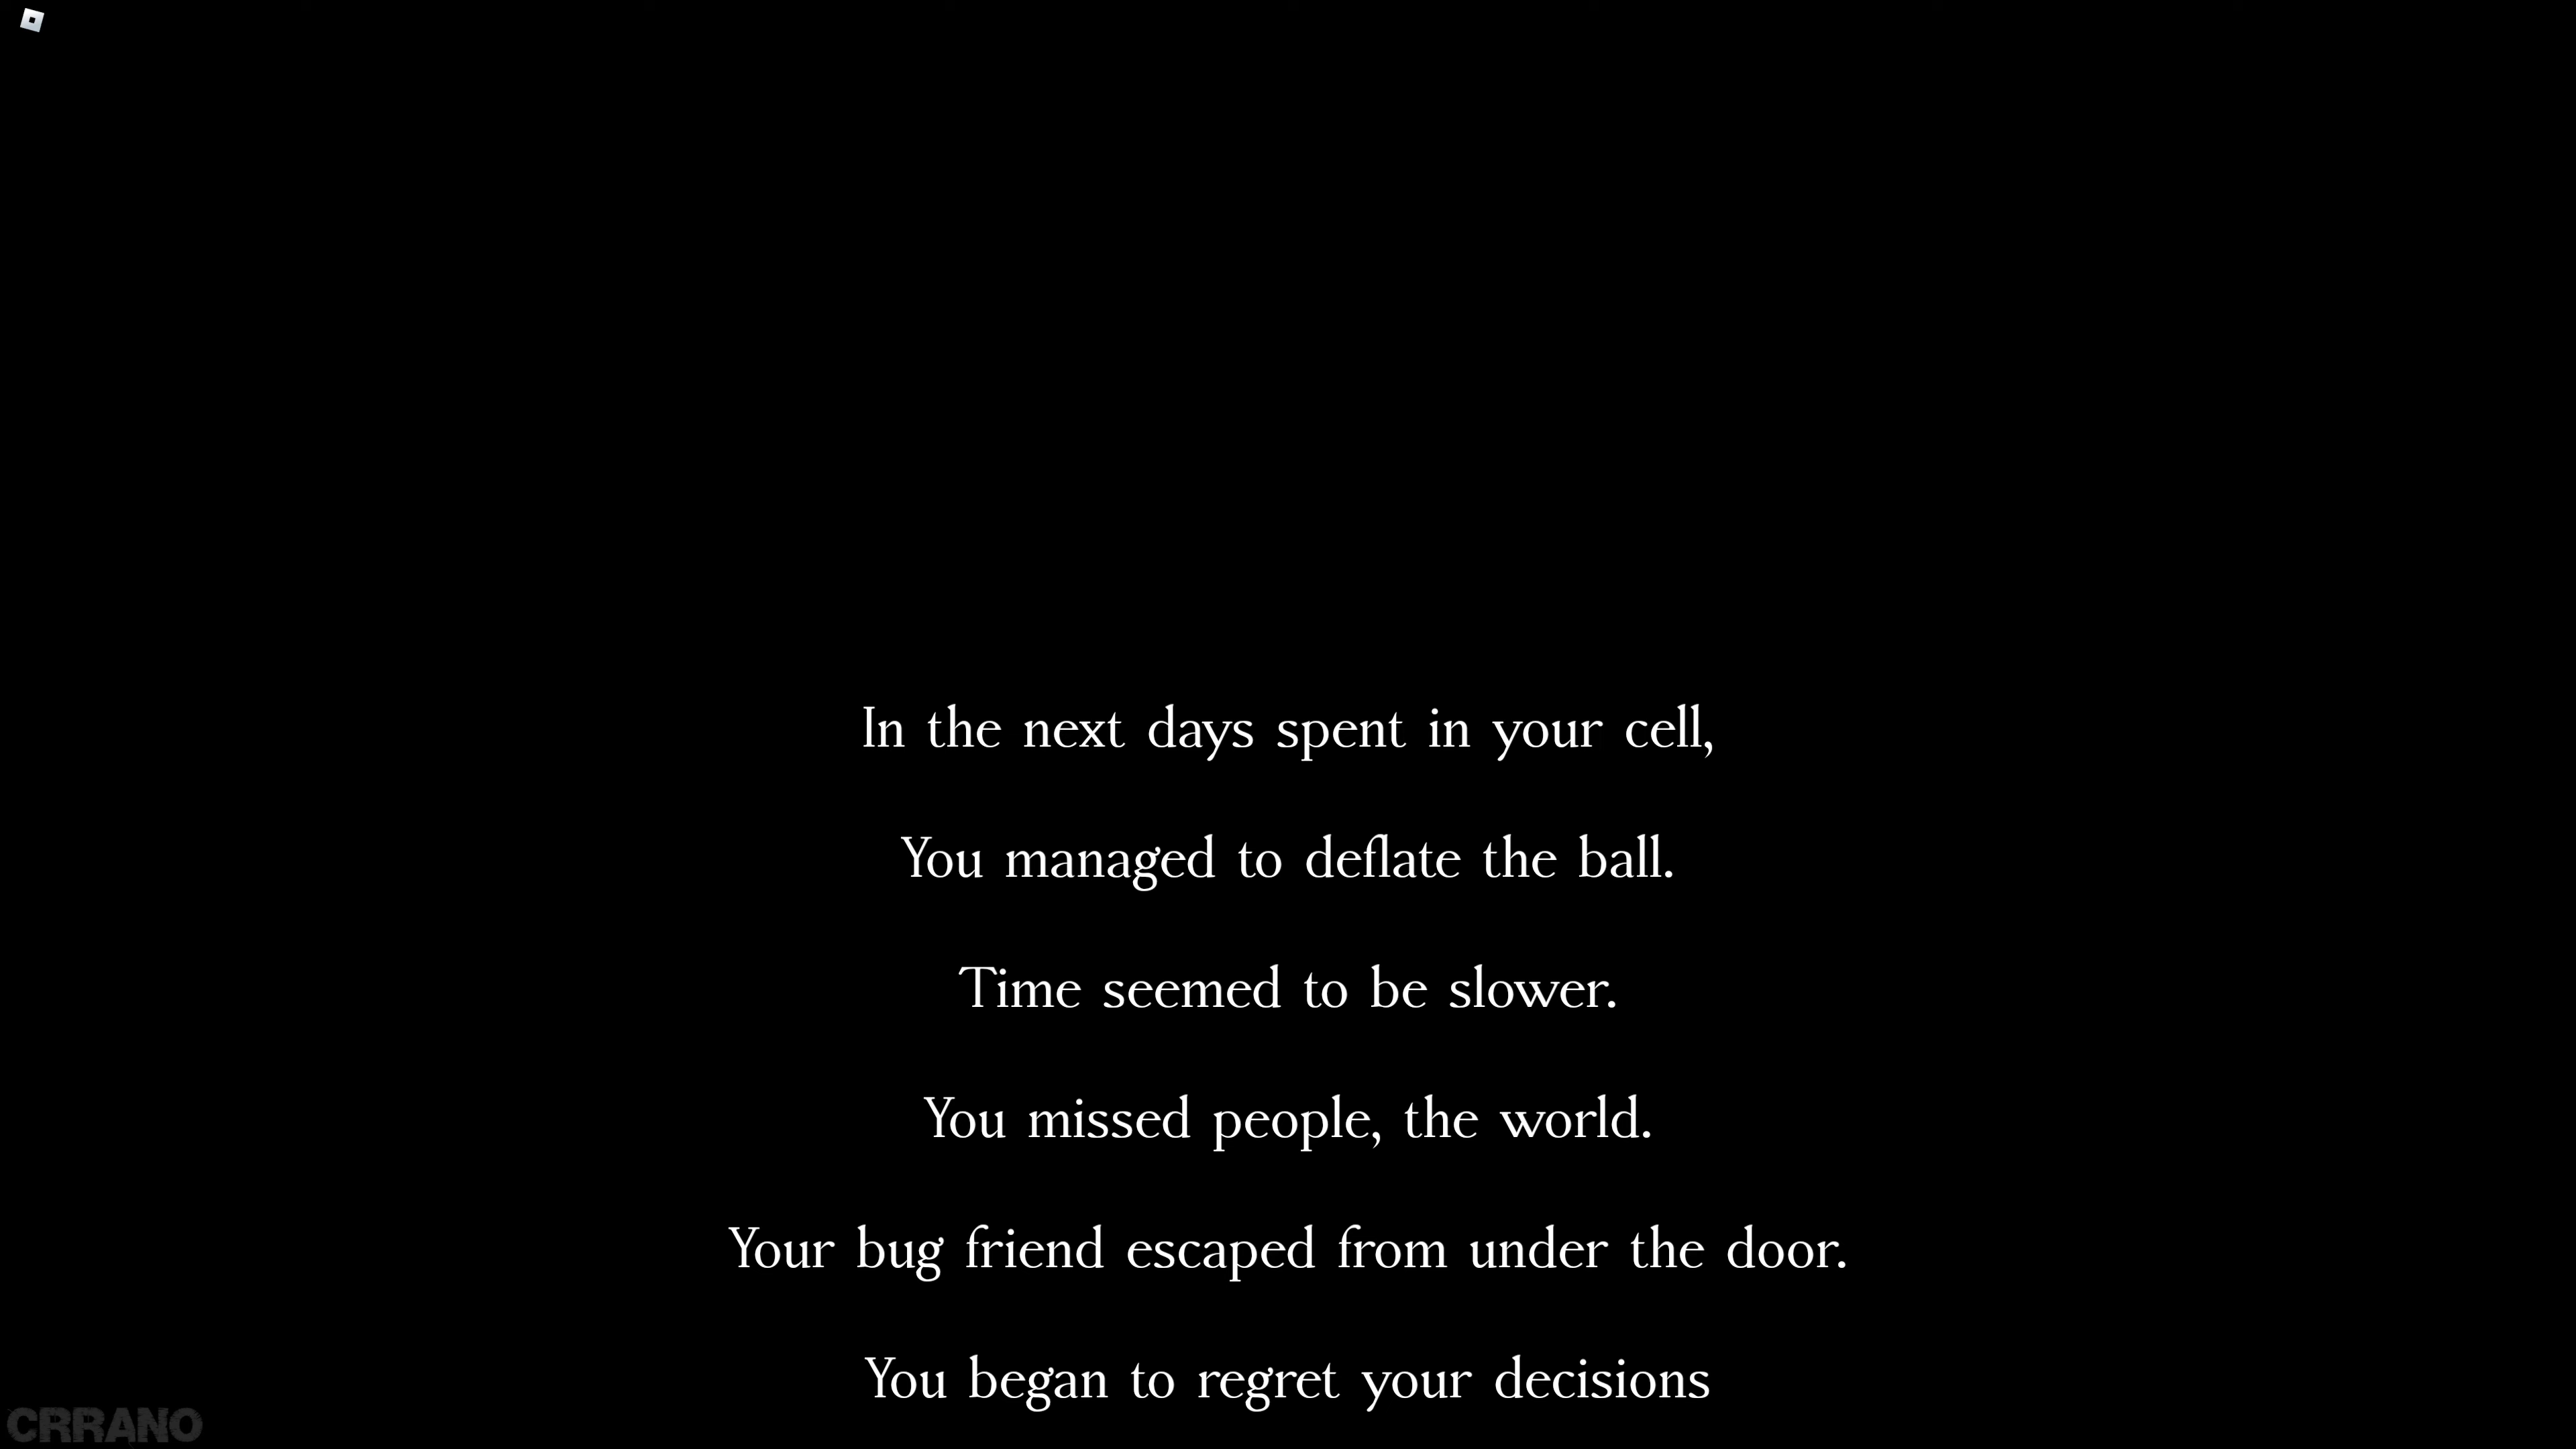 In the next days spent in your cell,
You managed to deflate the ball.
Time seemed to be slower.
You missed people, the world.
Your bug friend escaped from under the door.
You began to regret your decisions
CRRANO